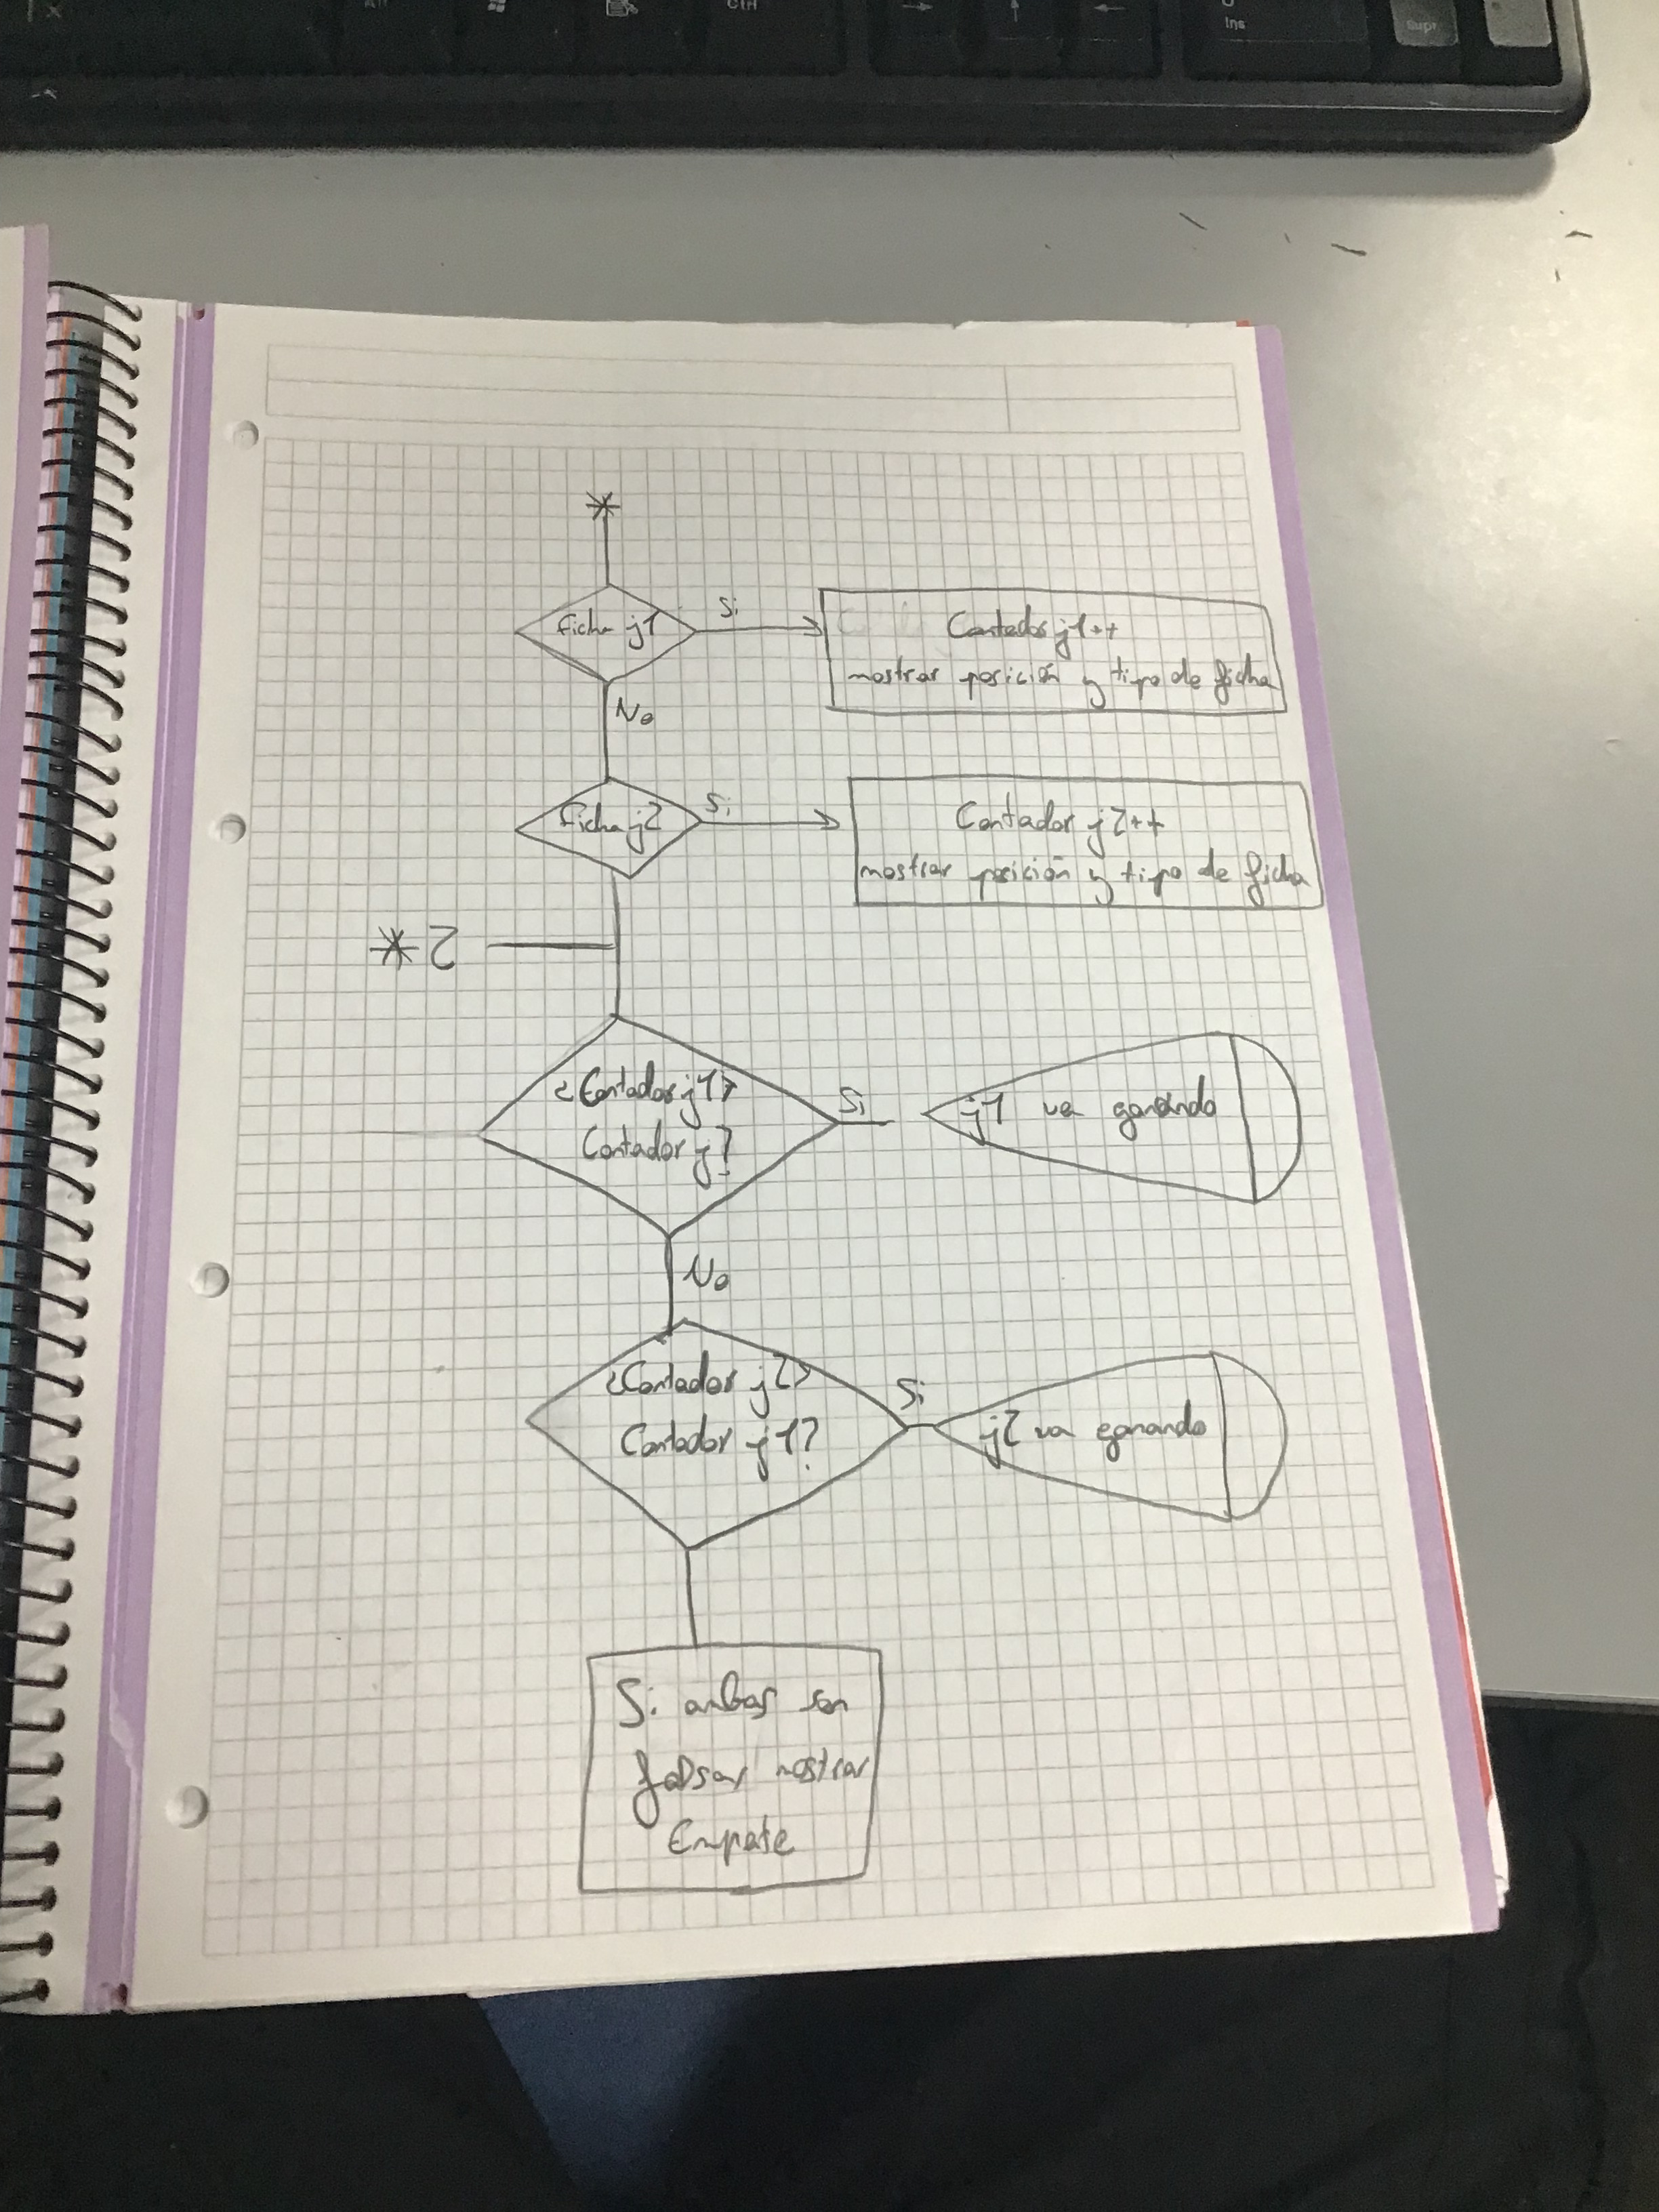 Alt
Ctrl
Ins
Supr
*
ficha j1
Si
Contador j1++
mostrar posición y tipo de ficha
No
ficha j2
Si
Contador j2++
mostrar posición y tipo de ficha
*2
¿Contador j1>
Contador j?
Si
j1 va ganando
No
¿Contador j2>
Contador j1?
Si
j2 va ganando
Si ambas son
falsas mostrar
Empate